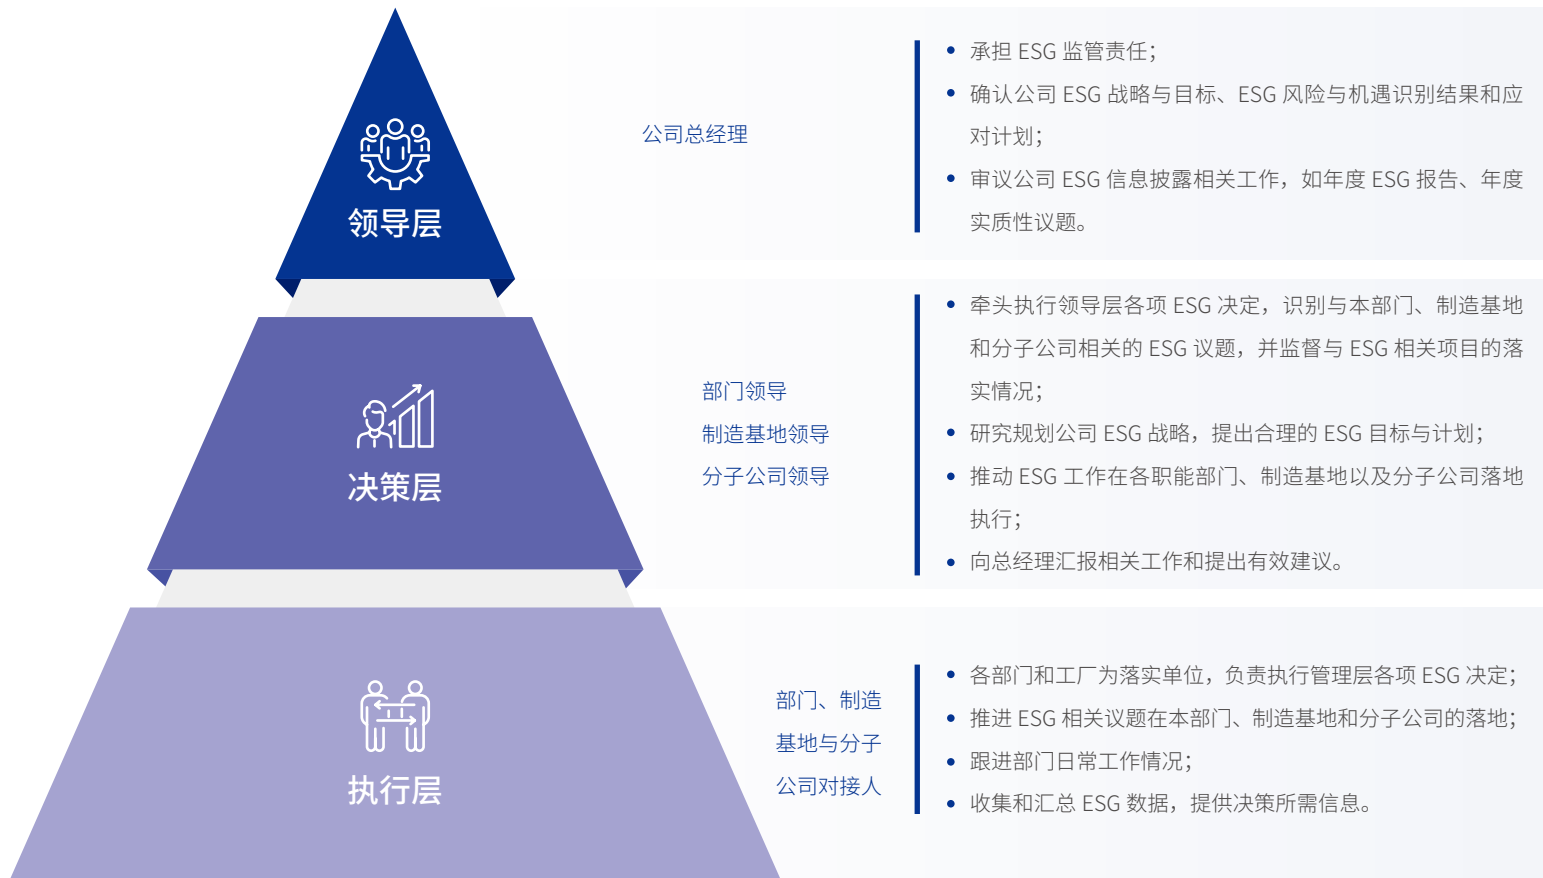 领导层
公司总经理
承担 ESG 监管责任；
确认公司 ESG 战略与目标、ESG 风险与机遇识别结果和应
对计划；
审议公司 ESG 信息披露相关工作，如年度 ESG 报告、年度
实质性议题。
决策层
部门领导
制造基地领导
分子公司领导
牵头执行领导层各项 ESG 决定，识别与本部门、制造基地
和分子公司相关的 ESG 议题，并监督与 ESG 相关项目的落
实情况；
研究规划公司 ESG 战略，提出合理的 ESG 目标与计划；
推动 ESG 工作在各职能部门、制造基地以及分子公司落地
执行；
向总经理汇报相关工作和提出有效建议。
执行层
部门、制造
基地与分子
公司对接人
各部门和工厂为落实单位，负责执行管理层各项 ESG 决定；
推进 ESG 相关议题在本部门、制造基地和分子公司的落地；
跟进部门日常工作情况；
收集和汇总 ESG 数据，提供决策所需信息。